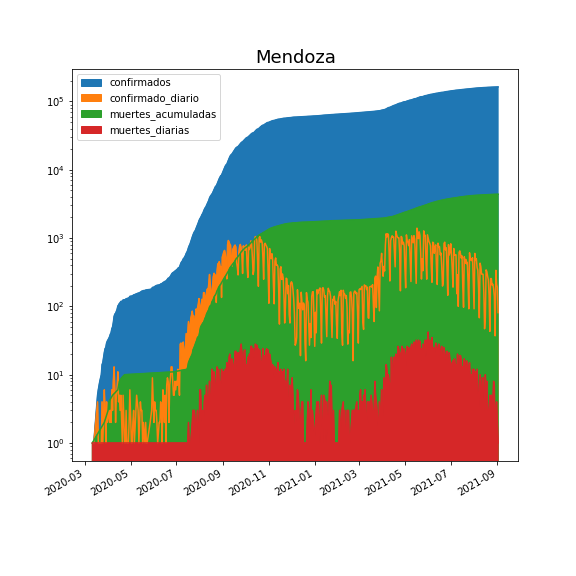 Mendoza
confirmados
confirmado_diario
muertes_acumuladas
muertes_diarias
10⁵
10⁴
10³
10²
10¹
10⁰
2020-03 2020-05 2020-07 2020-09 2020-11 2021-01 2021-03 2021-05 2021-07 2021-09